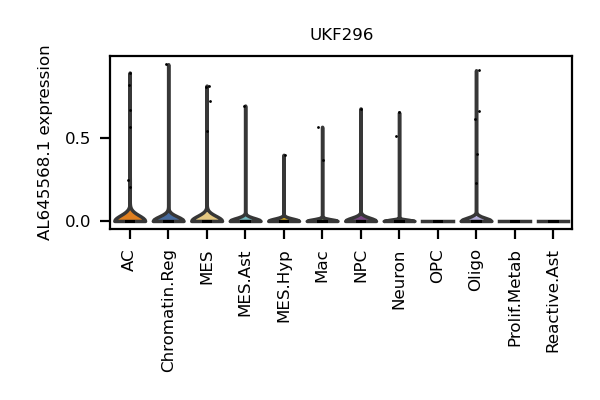 UKF296
AL645568.1 expression
0.5
0.0
AC
Chromatin.Reg
MES
MES.Ast
MES.Hyp
Mac
NPC
Neuron
OPC
Oligo
Prolif.Metab
Reactive.Ast